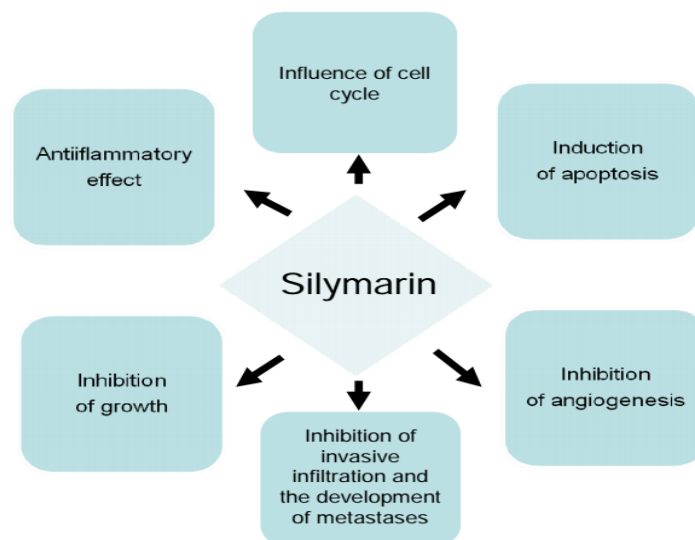 Influence of cell
cycle
Antiiflammatory
effect
Induction
of apoptosis
Silymarin
Inhibition
of growth
Inhibition
of angiogenesis
Inhibition of
invasive
infiltration and
the development
of metastases